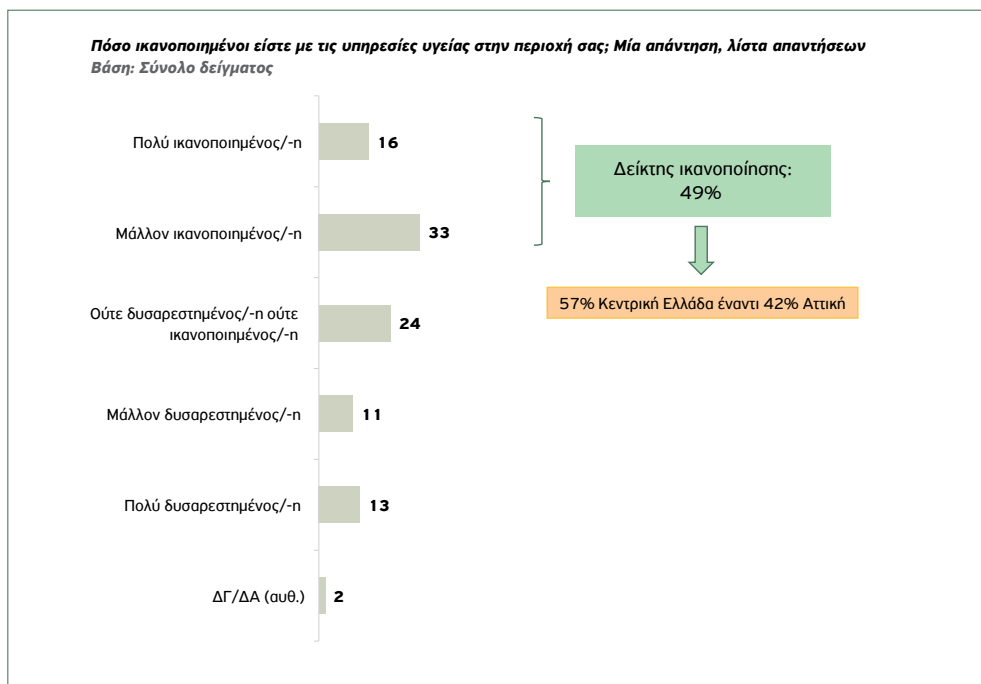 Πόσο ικανοποιημένοι είστε με τις υπηρεσίες υγείας στην περιοχή σας; Μία απάντηση, λίστα απαντήσεων
Βάση: Σύνολο δείγματος
Πολύ ικανοποιημένος/-η 16
Μάλλον ικανοποιημένος/-η 33
Ούτε δυσαρεστημένος/-η ούτε
ικανοποιημένος/-η 24
Μάλλον δυσαρεστημένος/-η 11
Πολύ δυσαρεστημένος/-η 13
ΔΓ/ΔΑ (αυθ.) 2
Δείκτης ικανοποίησης:
49%
57% Κεντρική Ελλάδα έναντι 42% Αττική